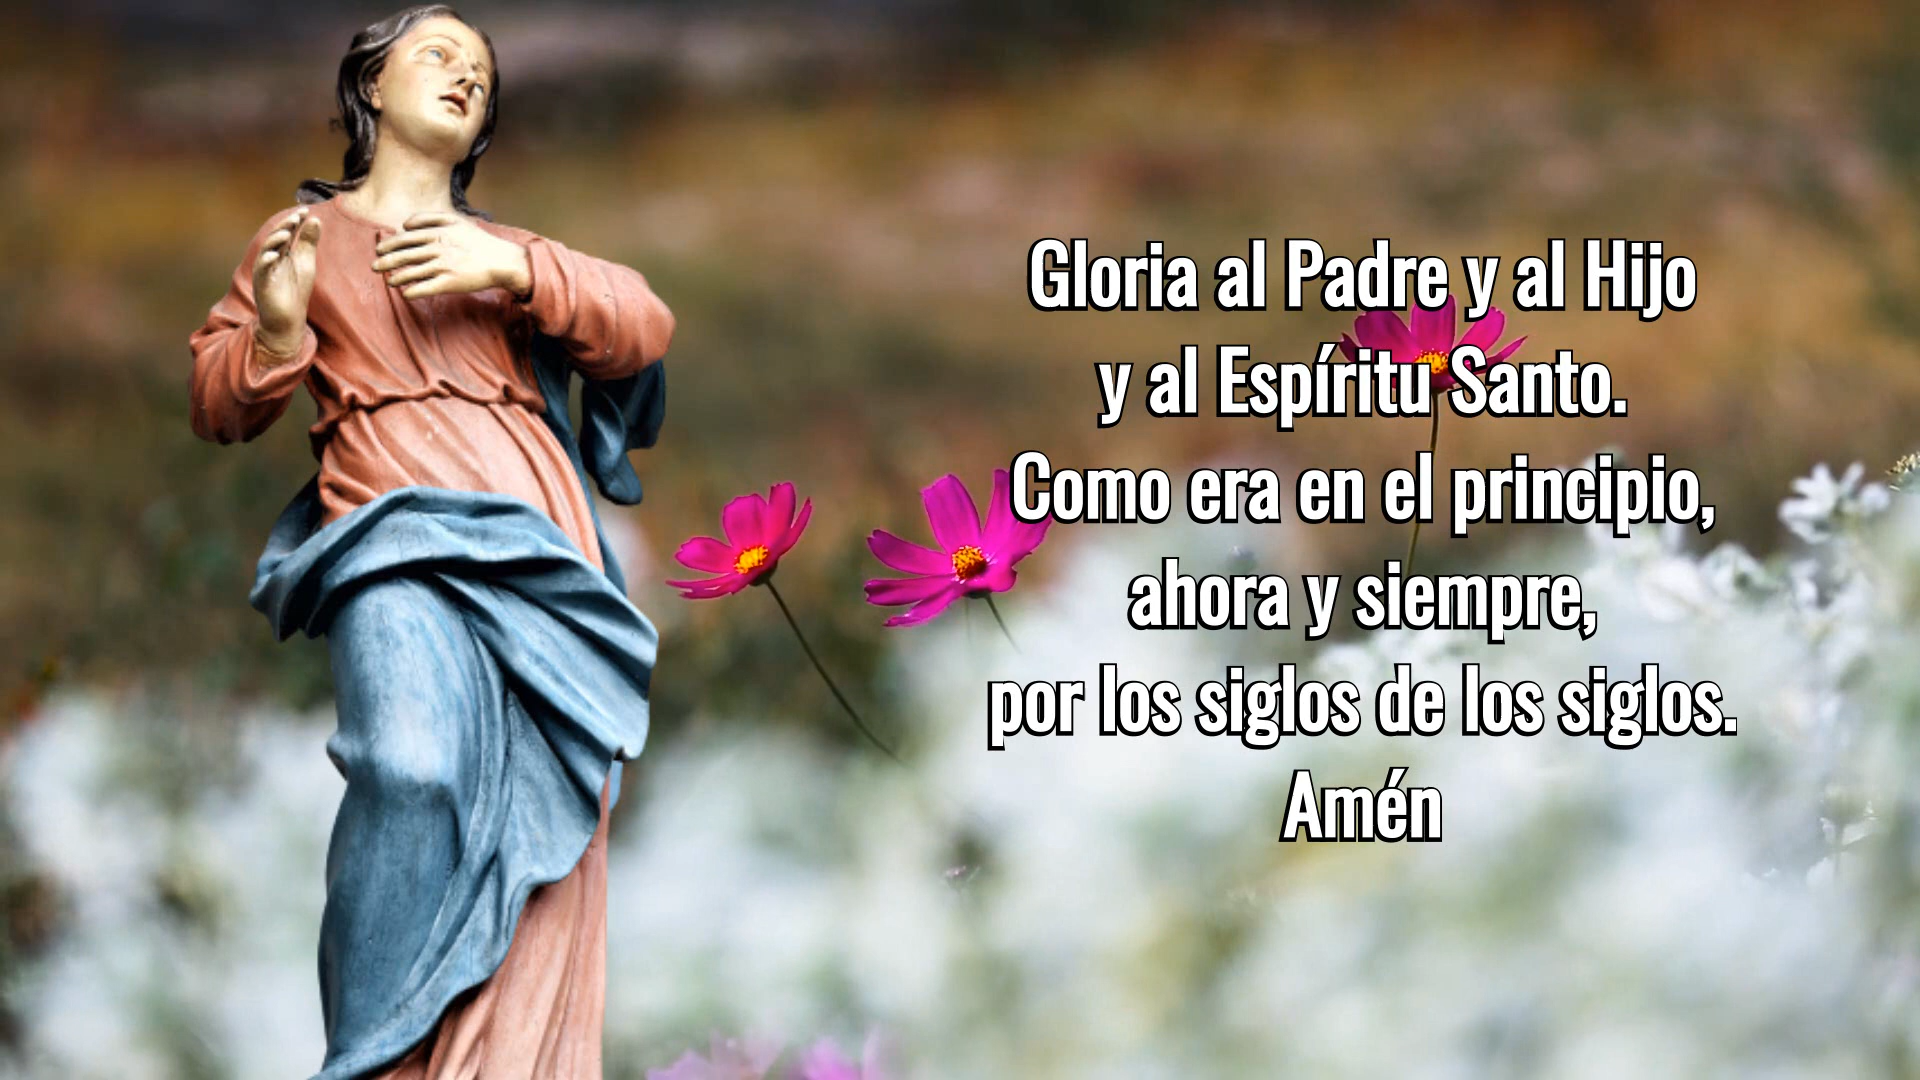 Gloria al Padre y al Hijo
y al Espíritu Santo.
Como era en el principio,
ahora y siempre,
por los siglos de los siglos.
Amén